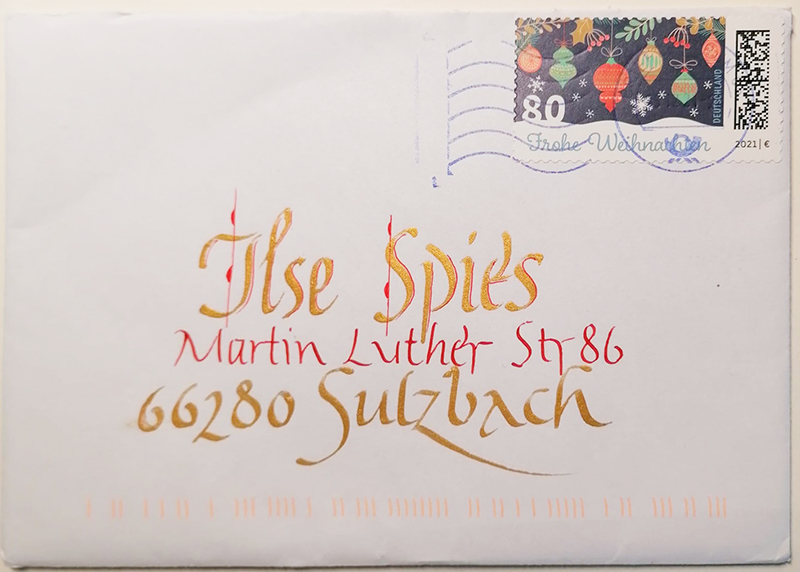 80
DEUTSCHLAND
Frohe Weihnachten
2021 | €
Ilse Spies
Martin Luther Str 86
66280 Sulzbach